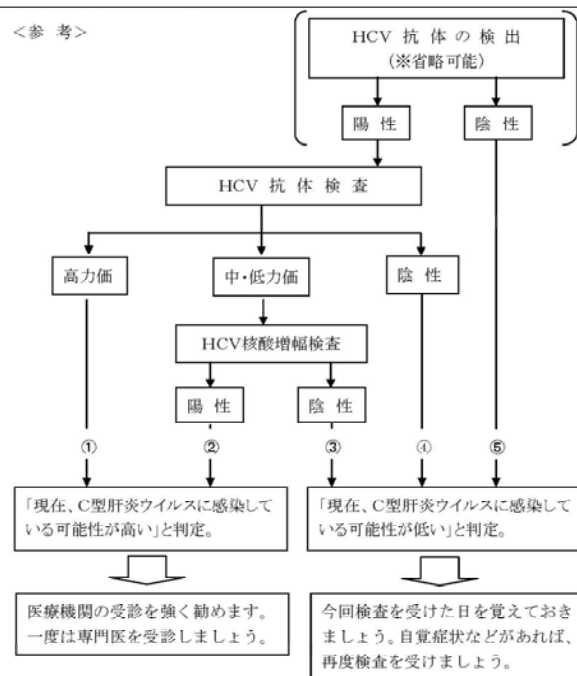 ＜参 考＞
HCV 抗 体 の 検 出
（※省略可能）
陽 性
陰 性
HCV 抗 体 検 査
高力価
中・低力価
陰 性
HCV核酸増幅検査
陽 性
陰 性
①
②
③
④
⑤
「現在、C型肝炎ウイルスに感染して
いる可能性が高い」と判定。
「現在、C型肝炎ウイルスに感染して
いる可能性が低い」と判定。
医療機関の受診を強く勧めます。
一度は専門医を受診しましょう。
今回検査を受けた日を覚えておき
ましょう。自覚症状などがあれば、
再度検査を受けましょう。